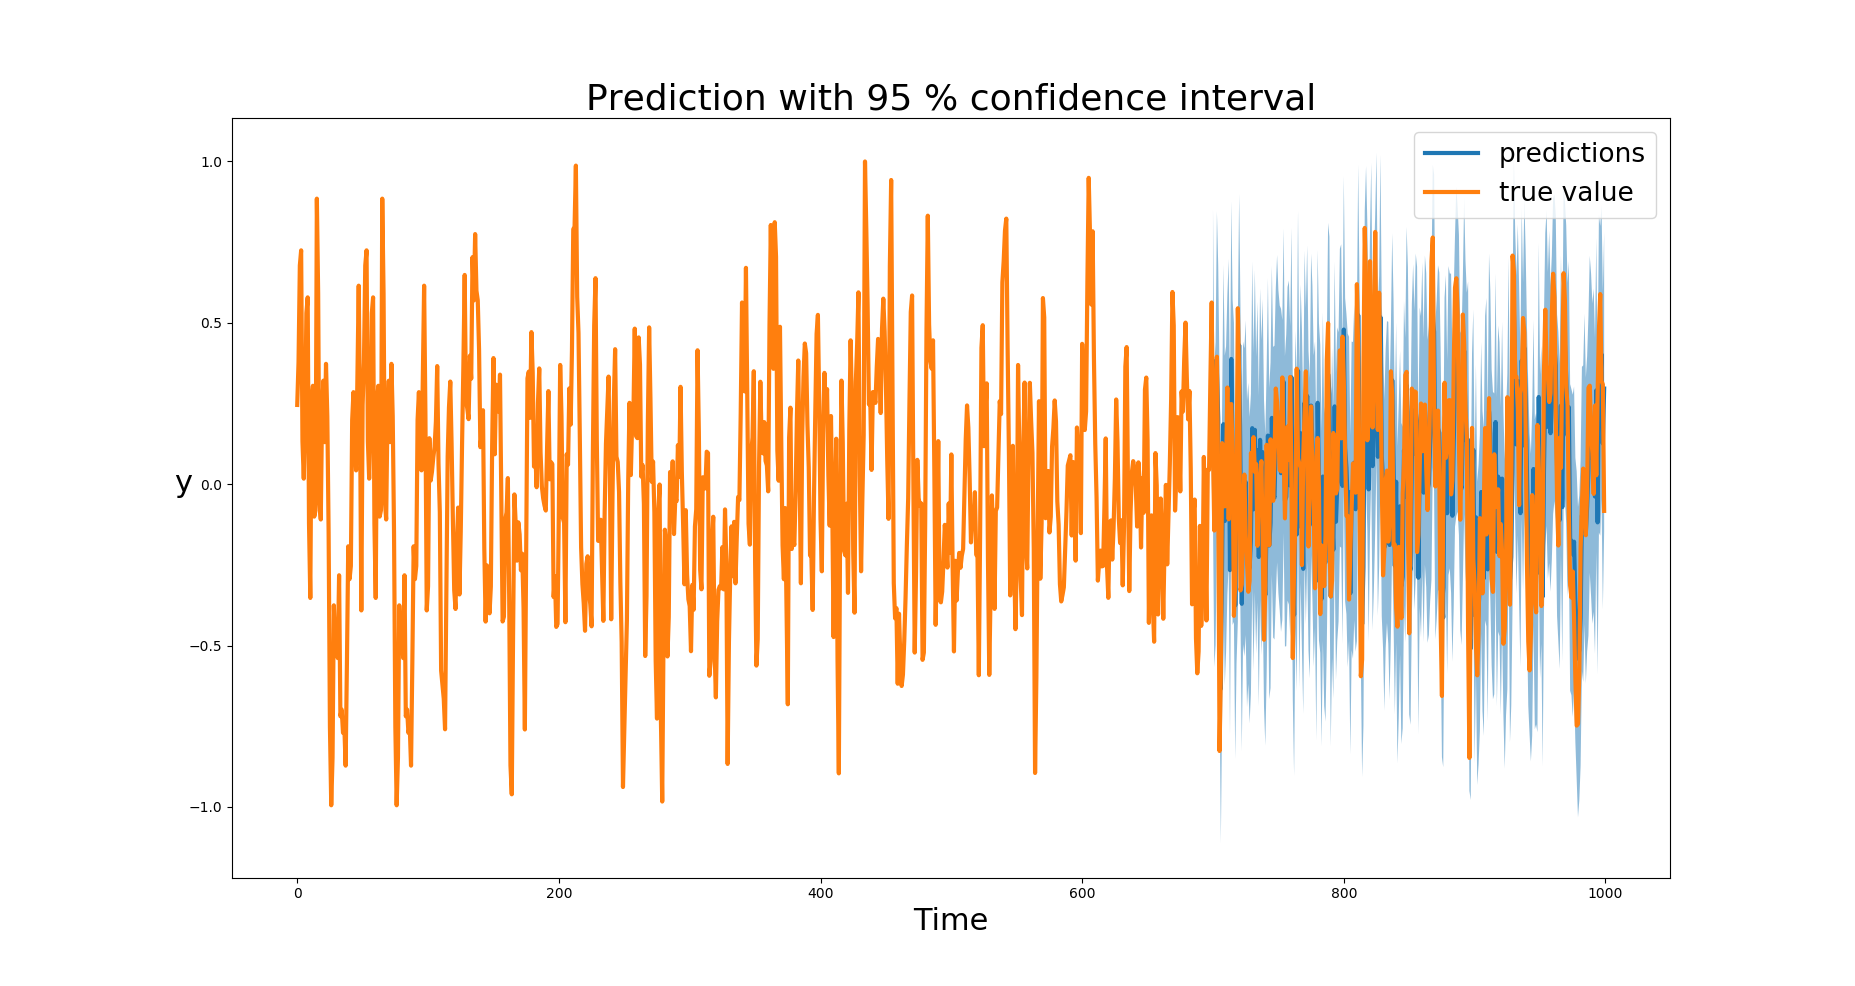 Prediction with 95 % confidence interval
predictions
true value
1.0
0.5
0.0
−0.5
−1.0
y
0 200 400 600 800 1000
Time